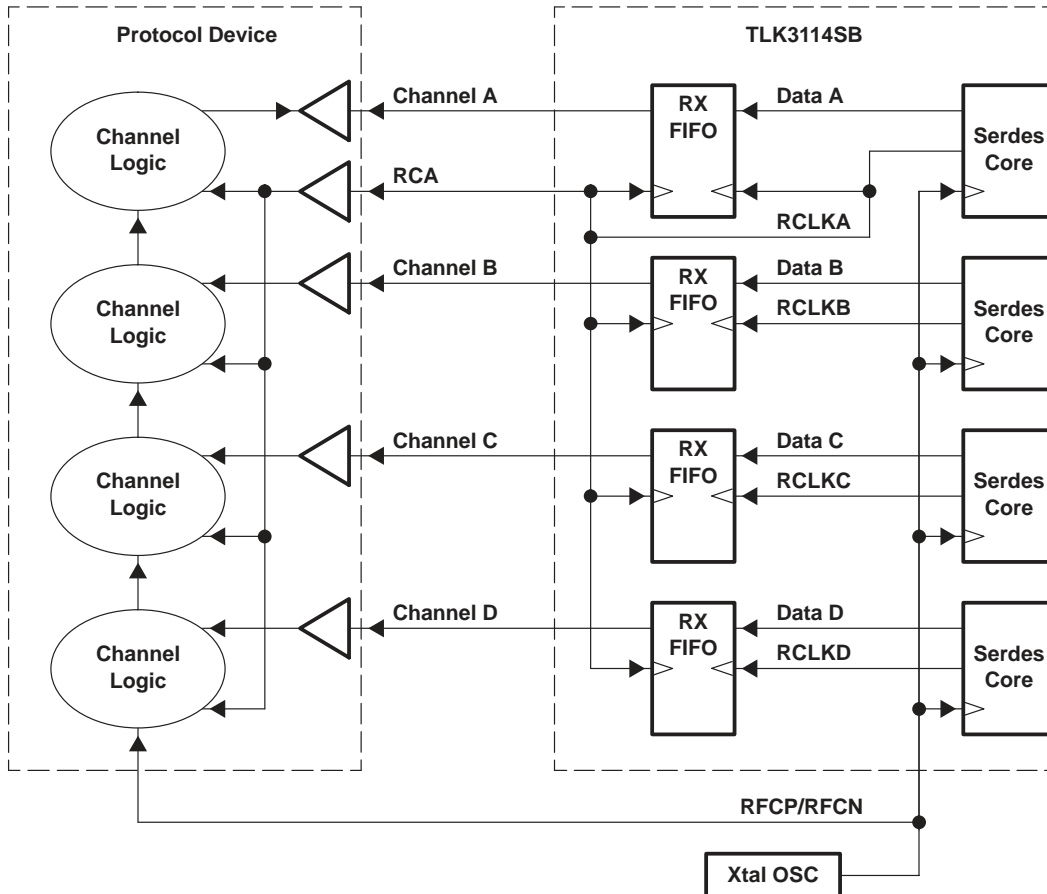 Protocol Device
TLK3114SB
Channel
Logic
Channel A
RX
FIFO
Data A
Serdes
Core
RCA
RCLKA
Channel
Logic
Channel B
RX
FIFO
Data B
RCLKB
Serdes
Core
Channel
Logic
Channel C
RX
FIFO
Data C
RCLKC
Serdes
Core
Channel
Logic
Channel D
RX
FIFO
Data D
RCLKD
Serdes
Core
RFCP/RFCN
Xtal OSC